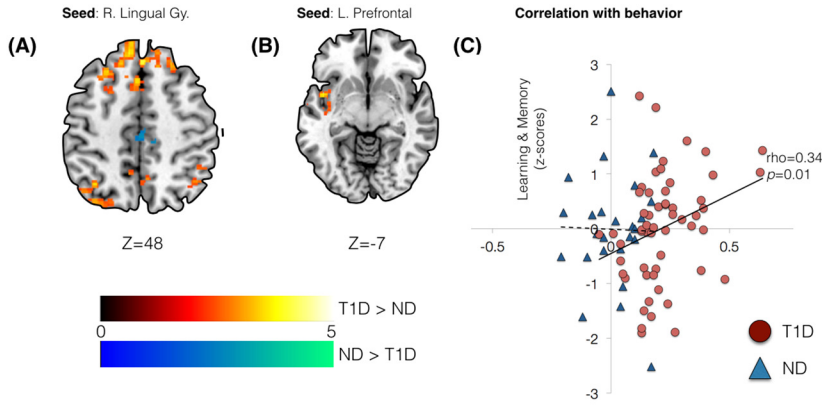 Seed: R. Lingual Gy.
Seed: L. Prefrontal
Correlation with behavior
(A)
(B)
(C)
Z=48
Z=-7
T1D > ND
0
5
ND > T1D
Learning & Memory
(z-scores)
3
2
1
0
-1
-2
-3
-0.5
0.00
0.5
rho=0.34
p=0.01
T1D
ND